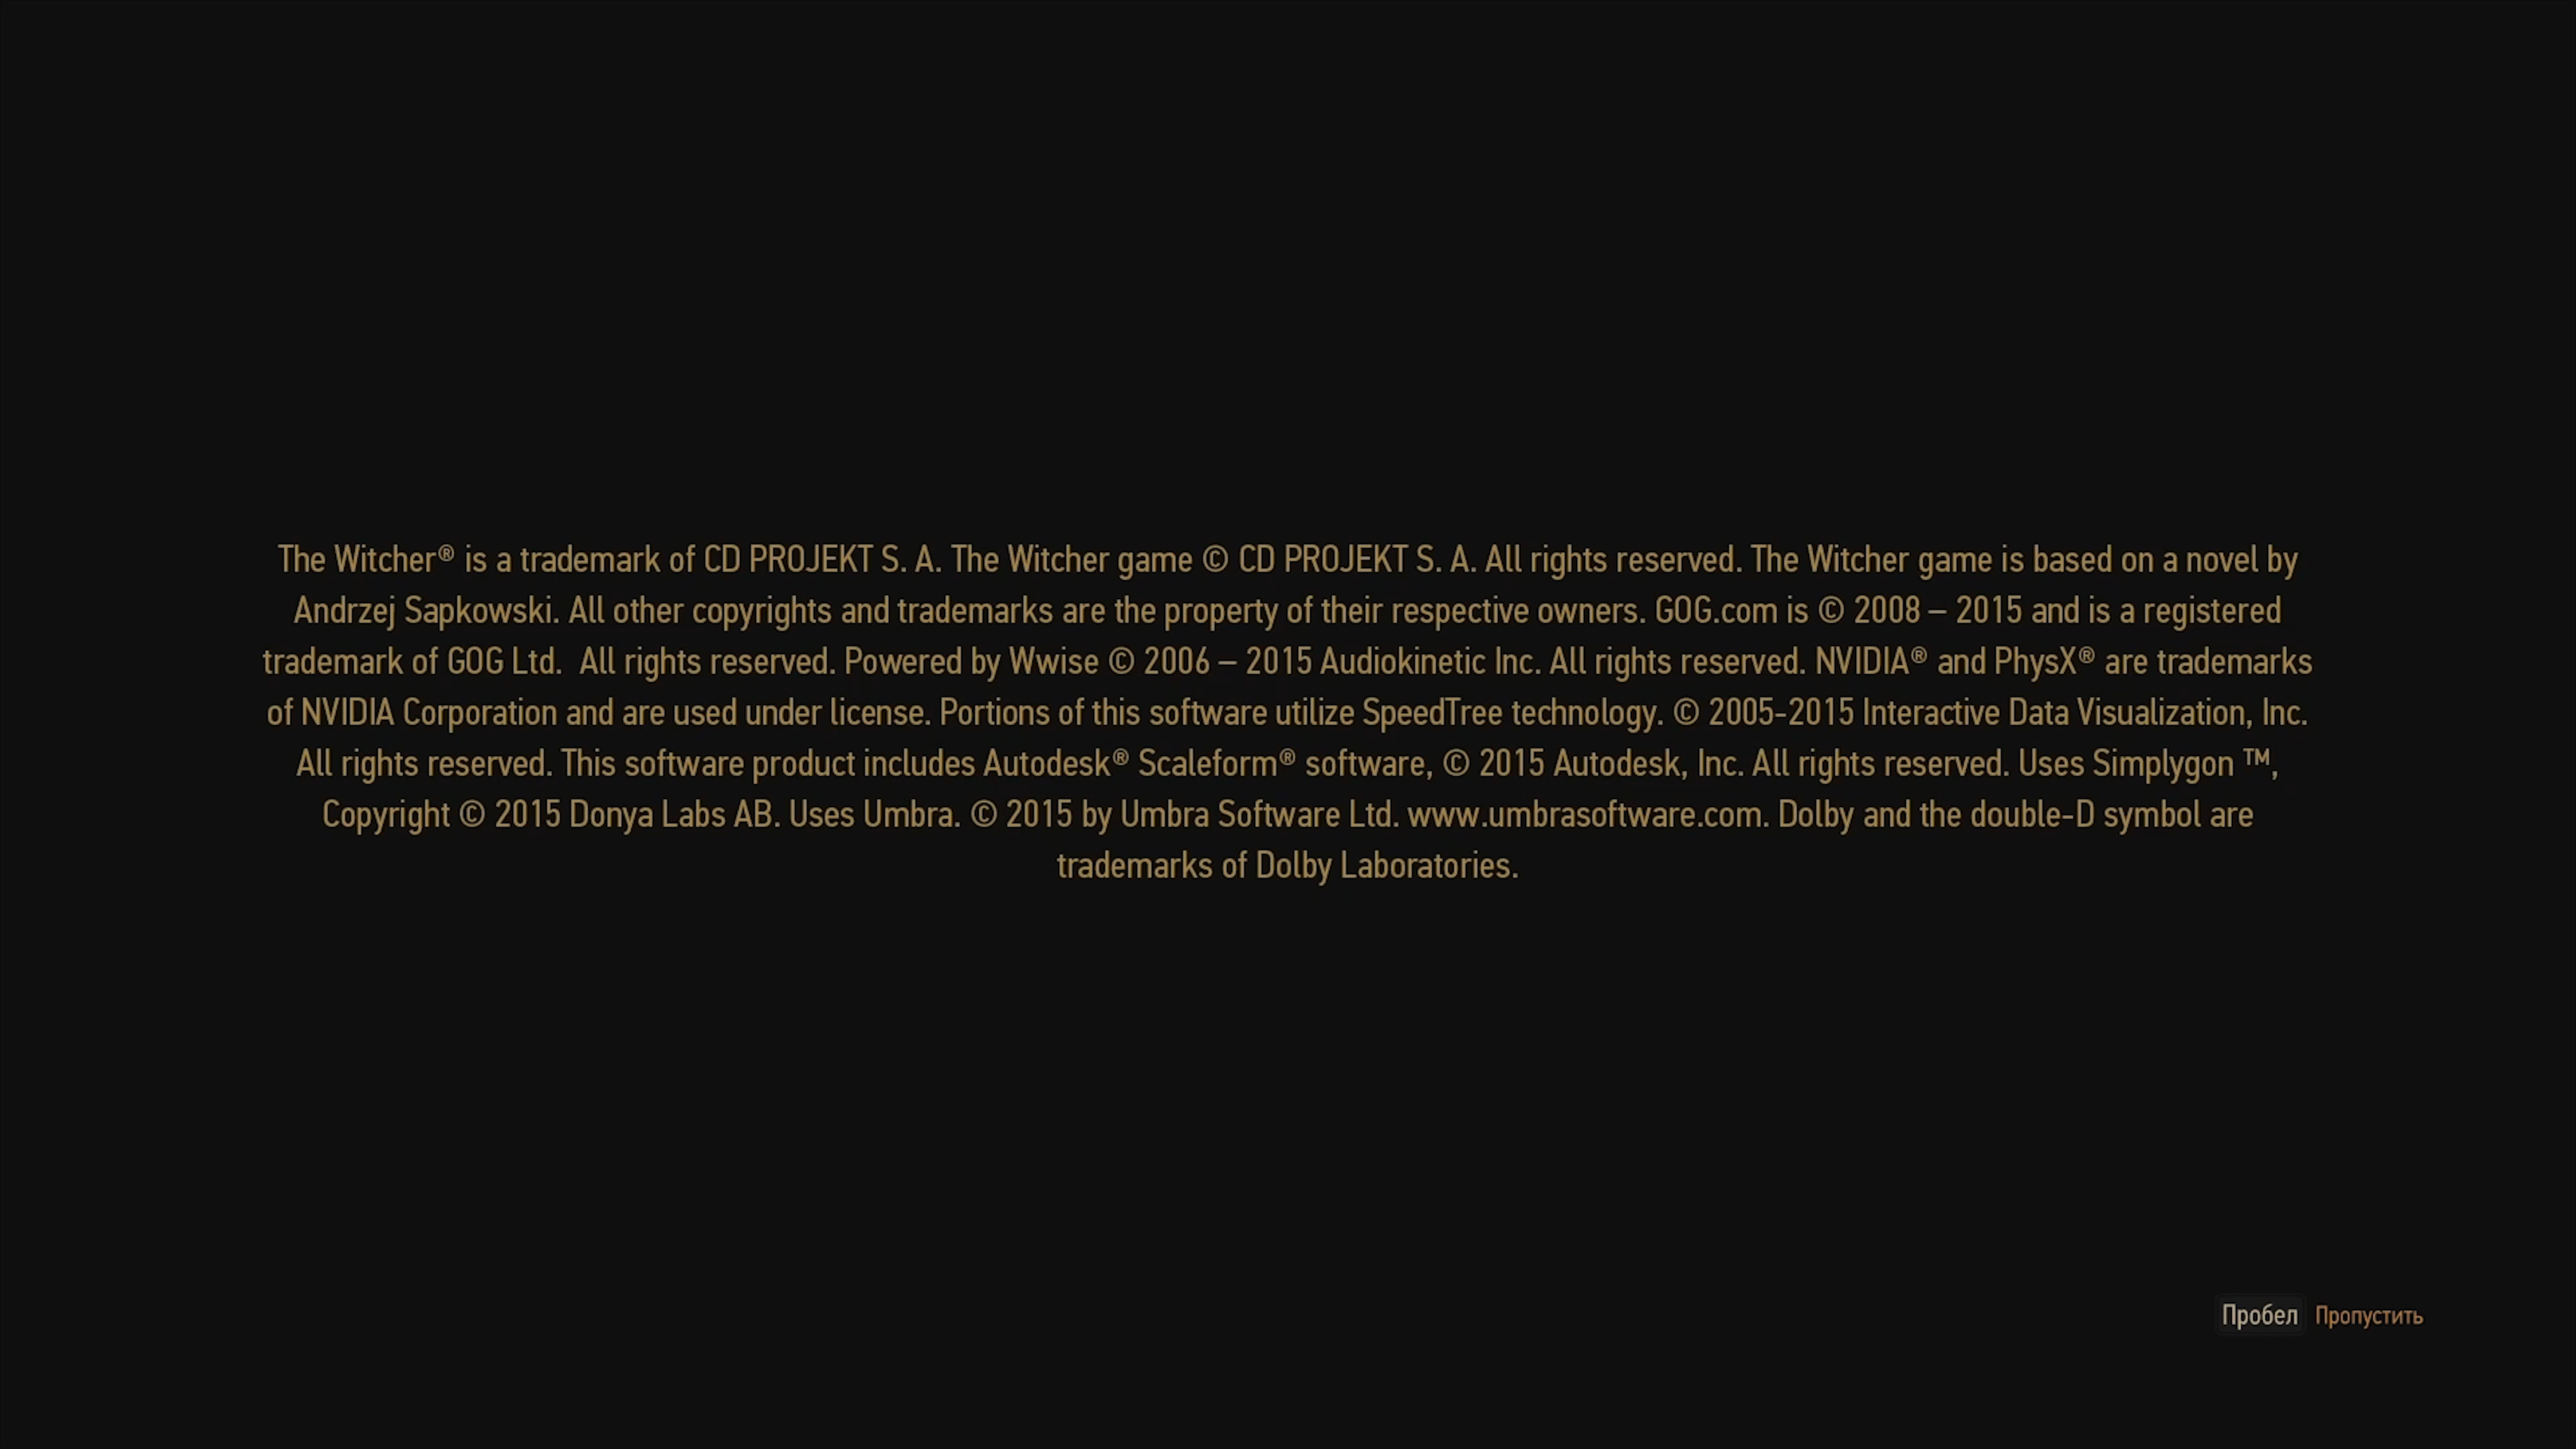 The Witcher® is a trademark of CD PROJEKT S. A. The Witcher game © CD PROJEKT S. A. All rights reserved. The Witcher game is based on a novel by
Andrzej Sapkowski. All other copyrights and trademarks are the property of their respective owners. GOG.com is © 2008 – 2015 and is a registered
trademark of GOG Ltd.  All rights reserved. Powered by Wwise © 2006 – 2015 Audiokinetic Inc. All rights reserved. NVIDIA® and PhysX® are trademarks
of NVIDIA Corporation and are used under license. Portions of this software utilize SpeedTree technology. © 2005-2015 Interactive Data Visualization, Inc.
All rights reserved. This software product includes Autodesk® Scaleform® software, © 2015 Autodesk, Inc. All rights reserved. Uses Simplygon ™,
Copyright © 2015 Donya Labs AB. Uses Umbra. © 2015 by Umbra Software Ltd. www.umbrasoftware.com. Dolby and the double-D symbol are
trademarks of Dolby Laboratories.
Пробел Пропустить